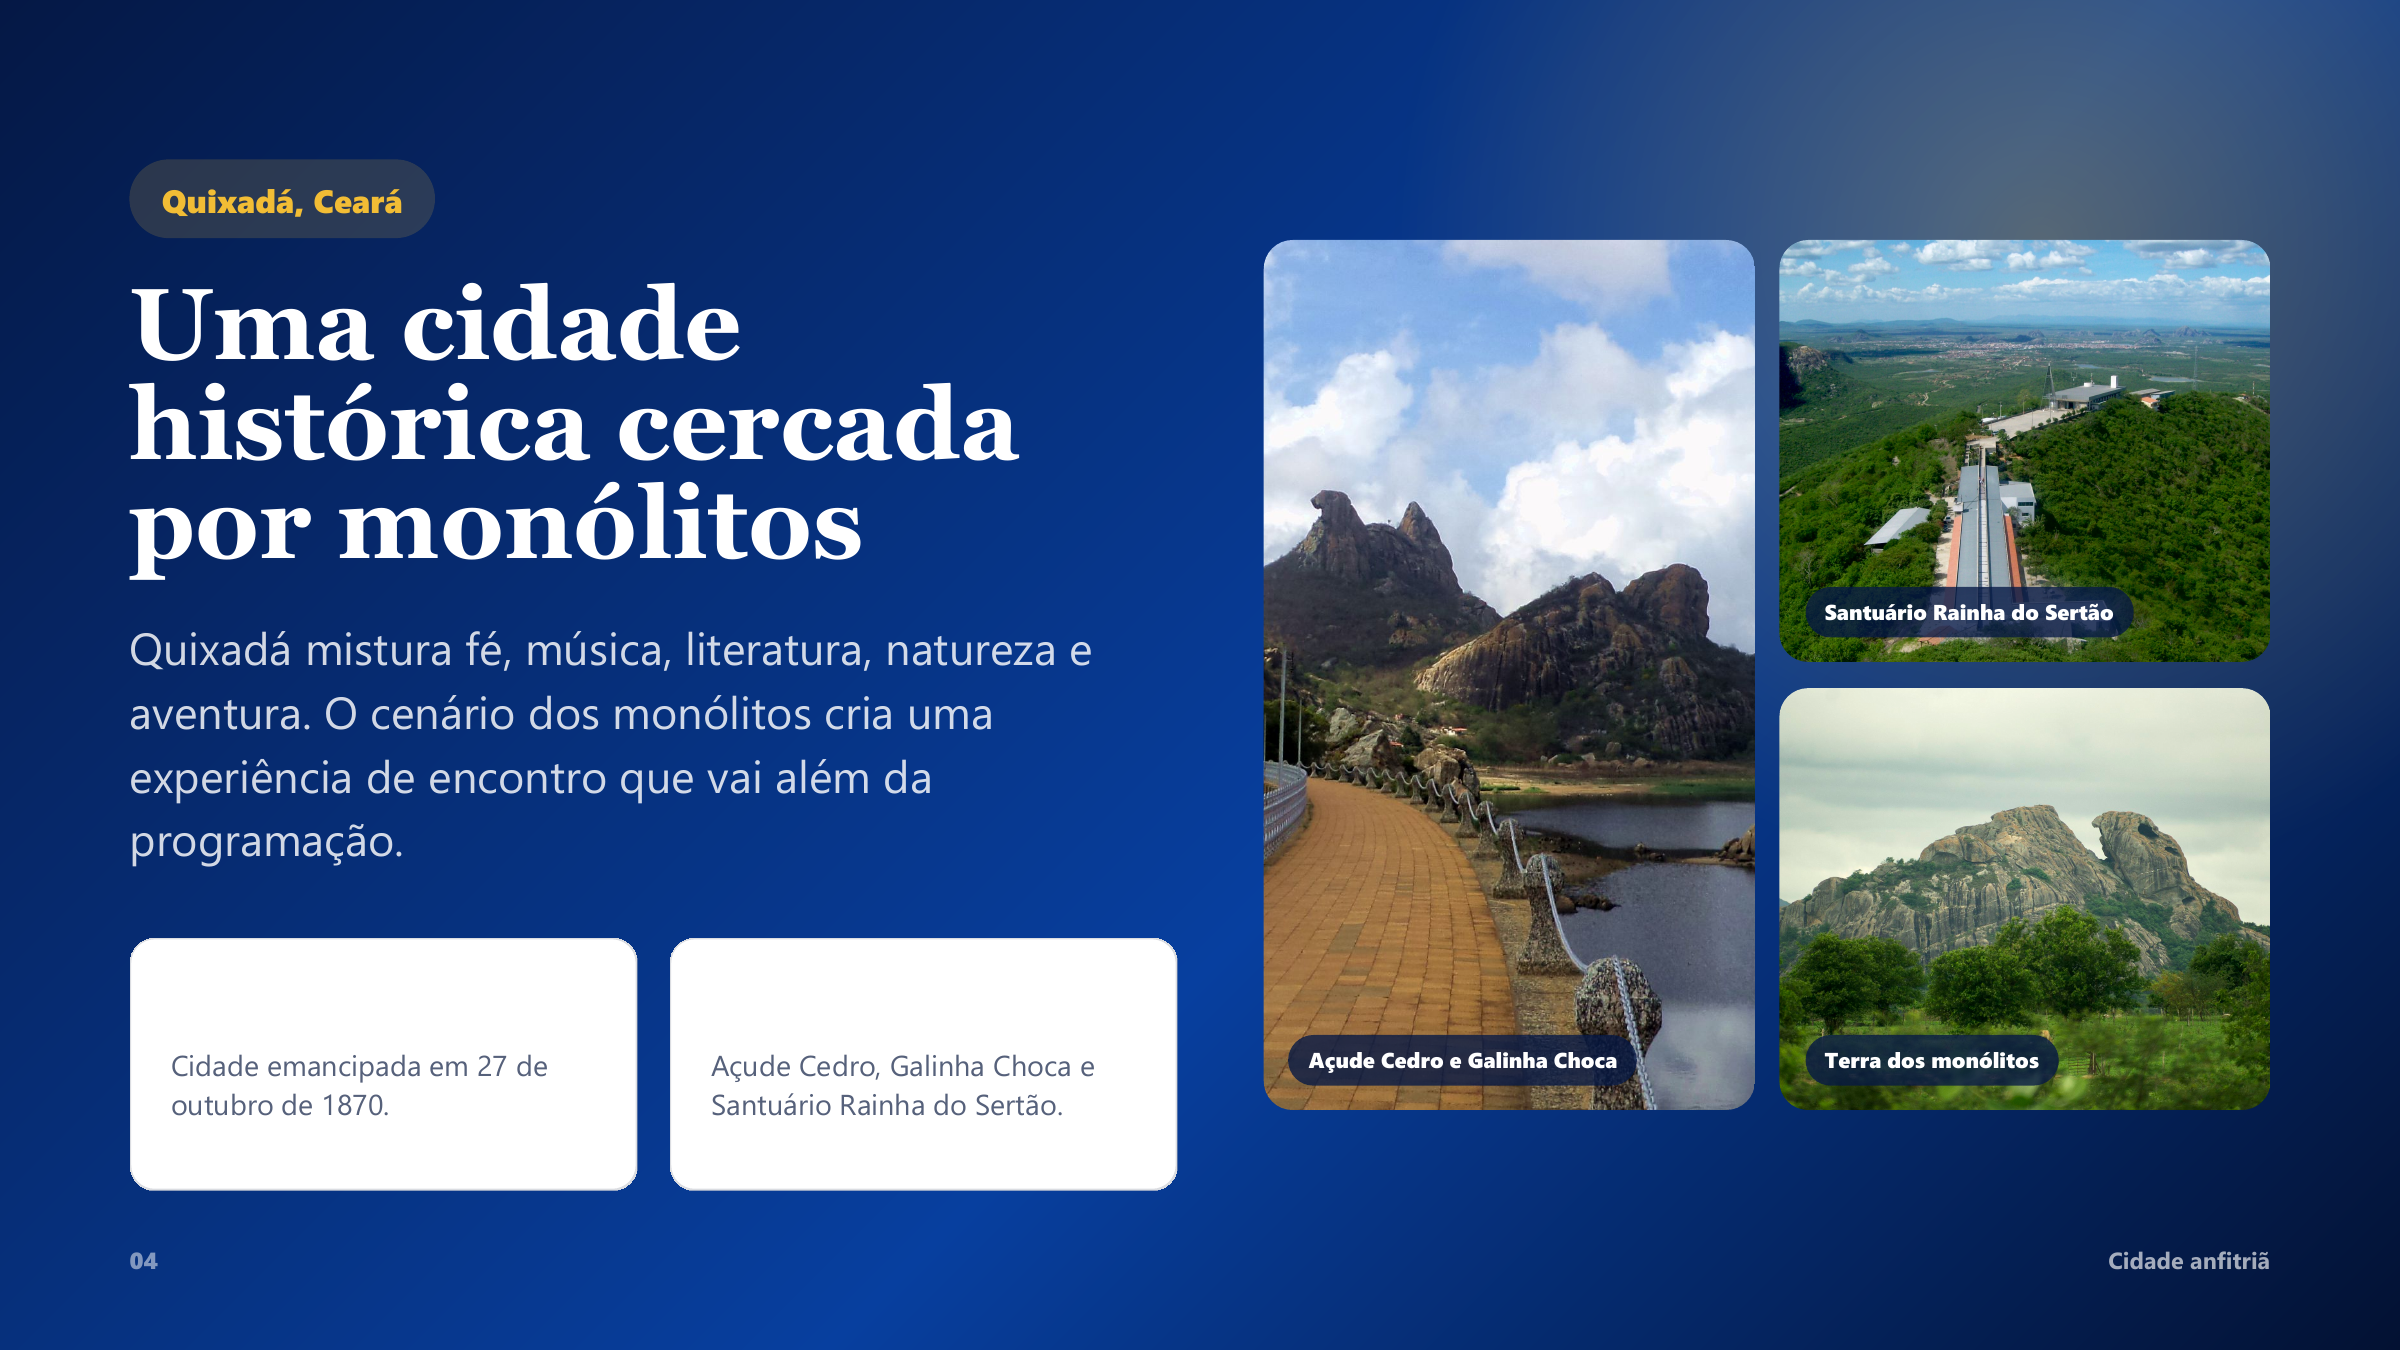 Quixadá, Ceará
Uma cidade
histórica cercada
por monólitos
Quixadá mistura fé, música, literatura, natureza e
aventura. O cenário dos monólitos cria uma
experiência de encontro que vai além da
programação.
Cidade emancipada em 27 de
outubro de 1870.
Açude Cedro, Galinha Choca e
Santuário Rainha do Sertão.
Açude Cedro e Galinha Choca
Santuário Rainha do Sertão
Terra dos monólitos
04
Cidade anfitriã